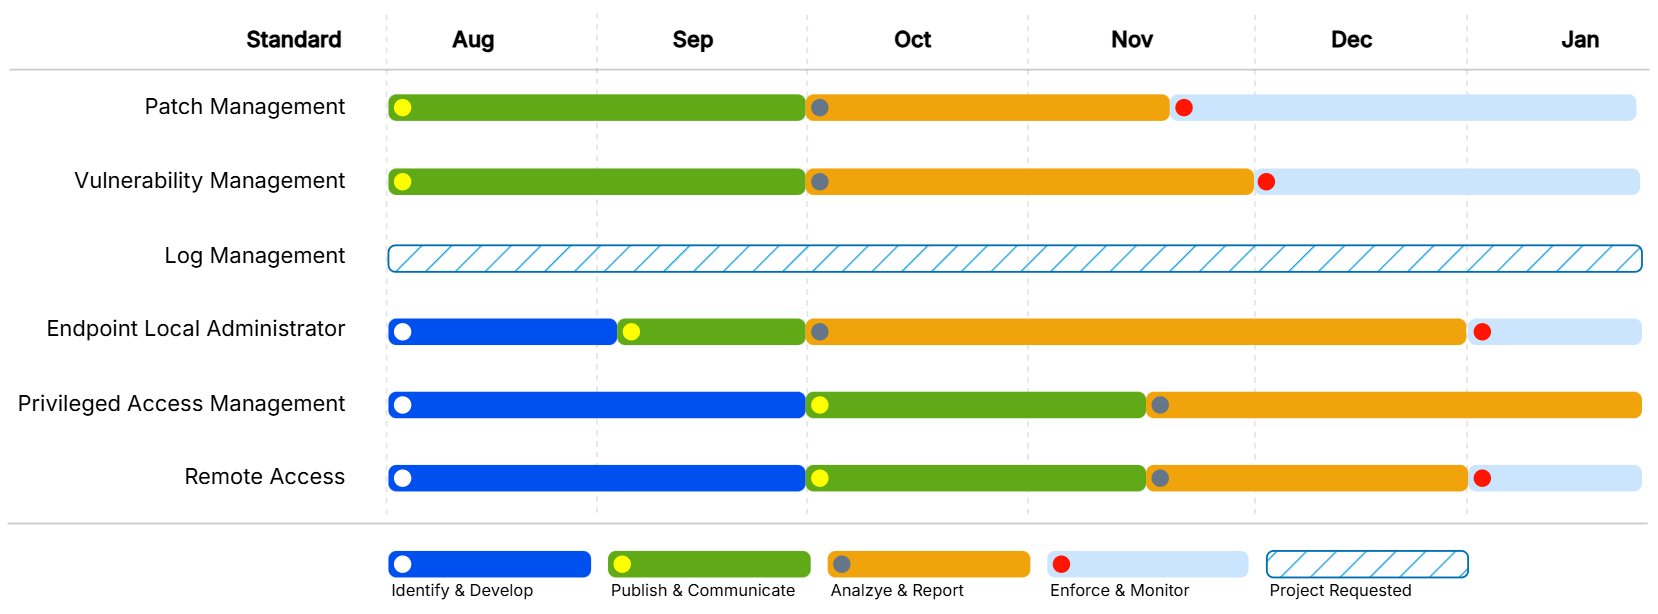 Standard Aug Sep Oct Nov Dec Jan
Patch Management
Vulnerability Management
Log Management
Endpoint Local Administrator
Privileged Access Management
Remote Access
Identify & Develop Publish & Communicate Analzye & Report Enforce & Monitor Project Requested